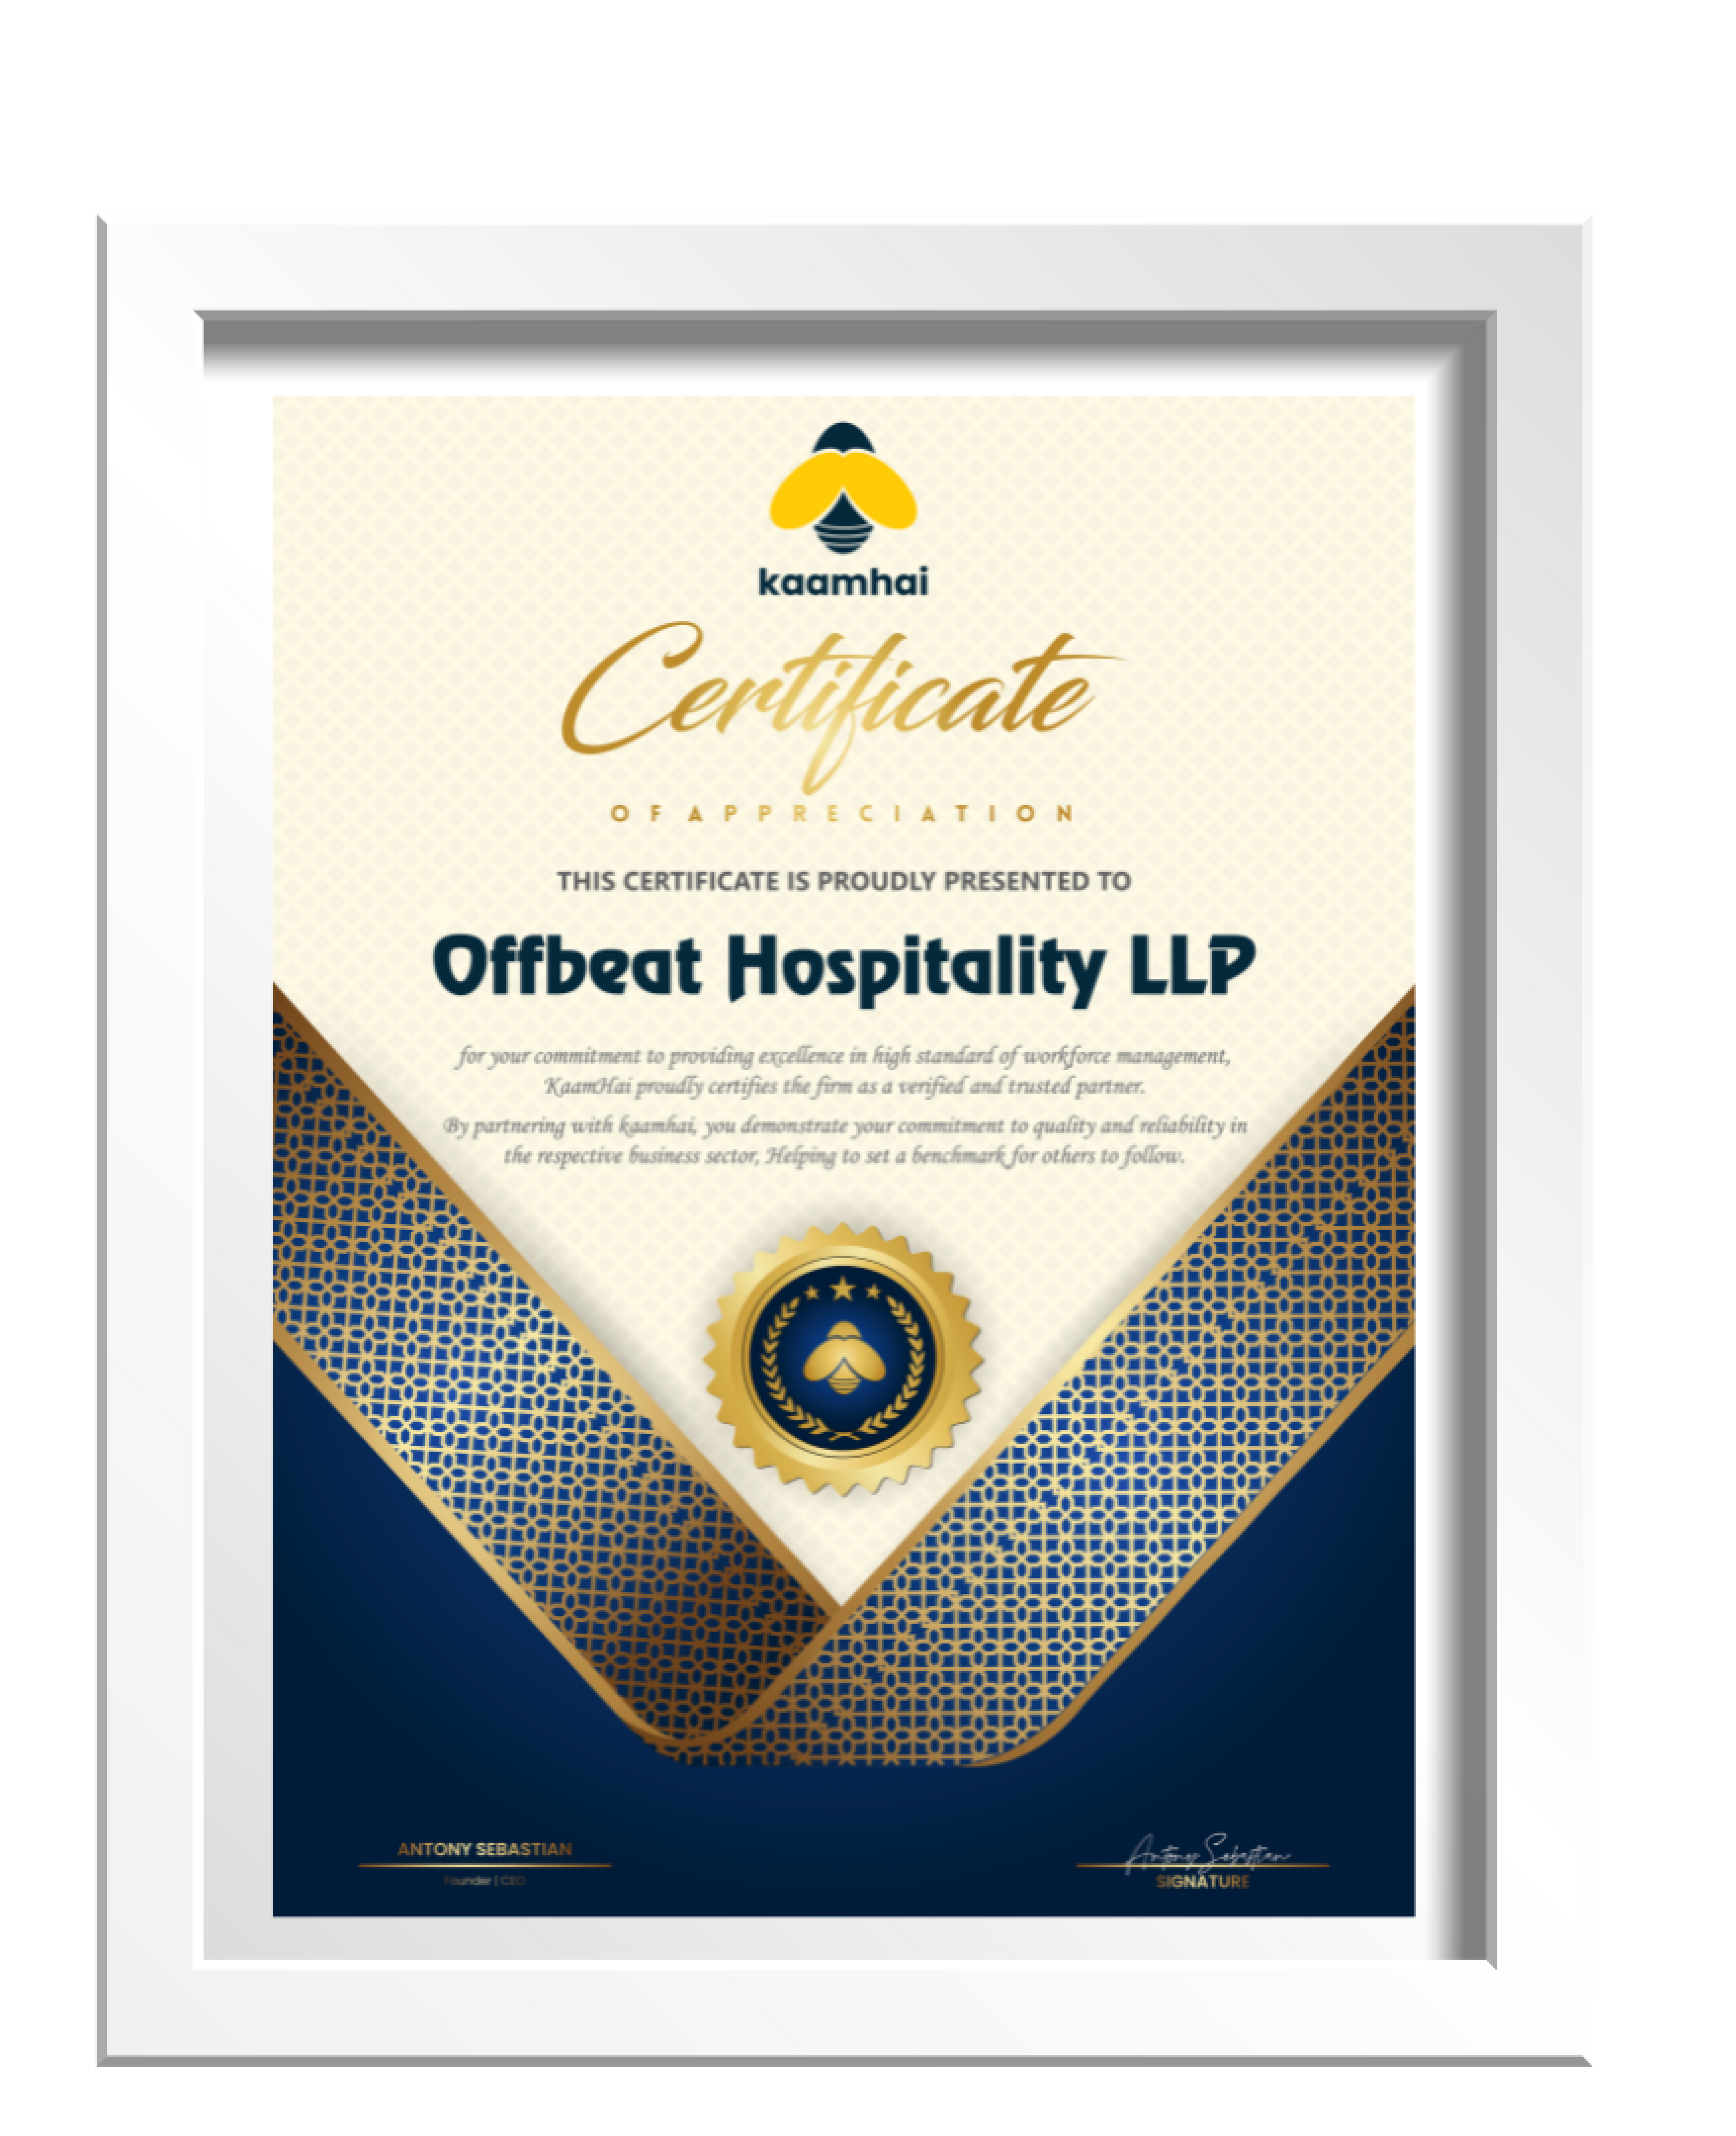 kaamhai
Certificate
OF APPRECIATION
THIS CERTIFICATE IS PROUDLY PRESENTED TO
Offbeat Hospitality LLP
for your commitment to providing excellence in high standard of workforce management,
KaamHai proudly certifies the firm as a verified and trusted partner.
By partnering with kaamhai, you demonstrate your commitment to quality and reliability in
the respective business sector, Helping to set a benchmark for others to follow.
ANTONY SEBASTIAN
Founder | CEO
Antony Sebastian
SIGNATURE